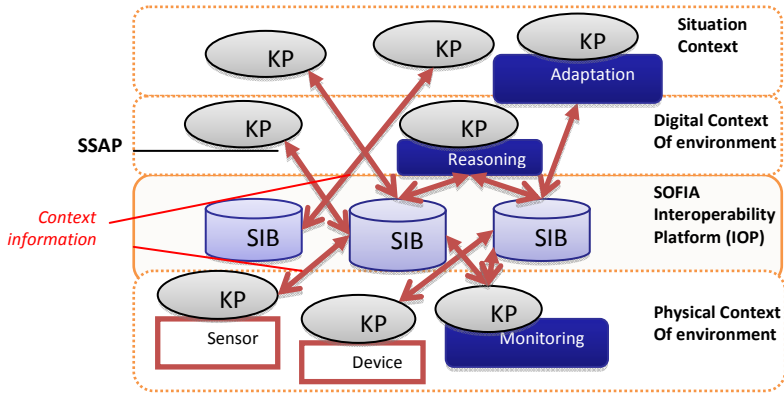 KP
KP
KP
Adaptation
Situation
Context
KP
KP
Reasoning
Digital Context
Of environment
SSAP
Context
information
SIB
SIB
SIB
SOFIA
Interoperability
Platform (IOP)
KP
Sensor
KP
Device
KP
Monitoring
Physical Context
Of environment